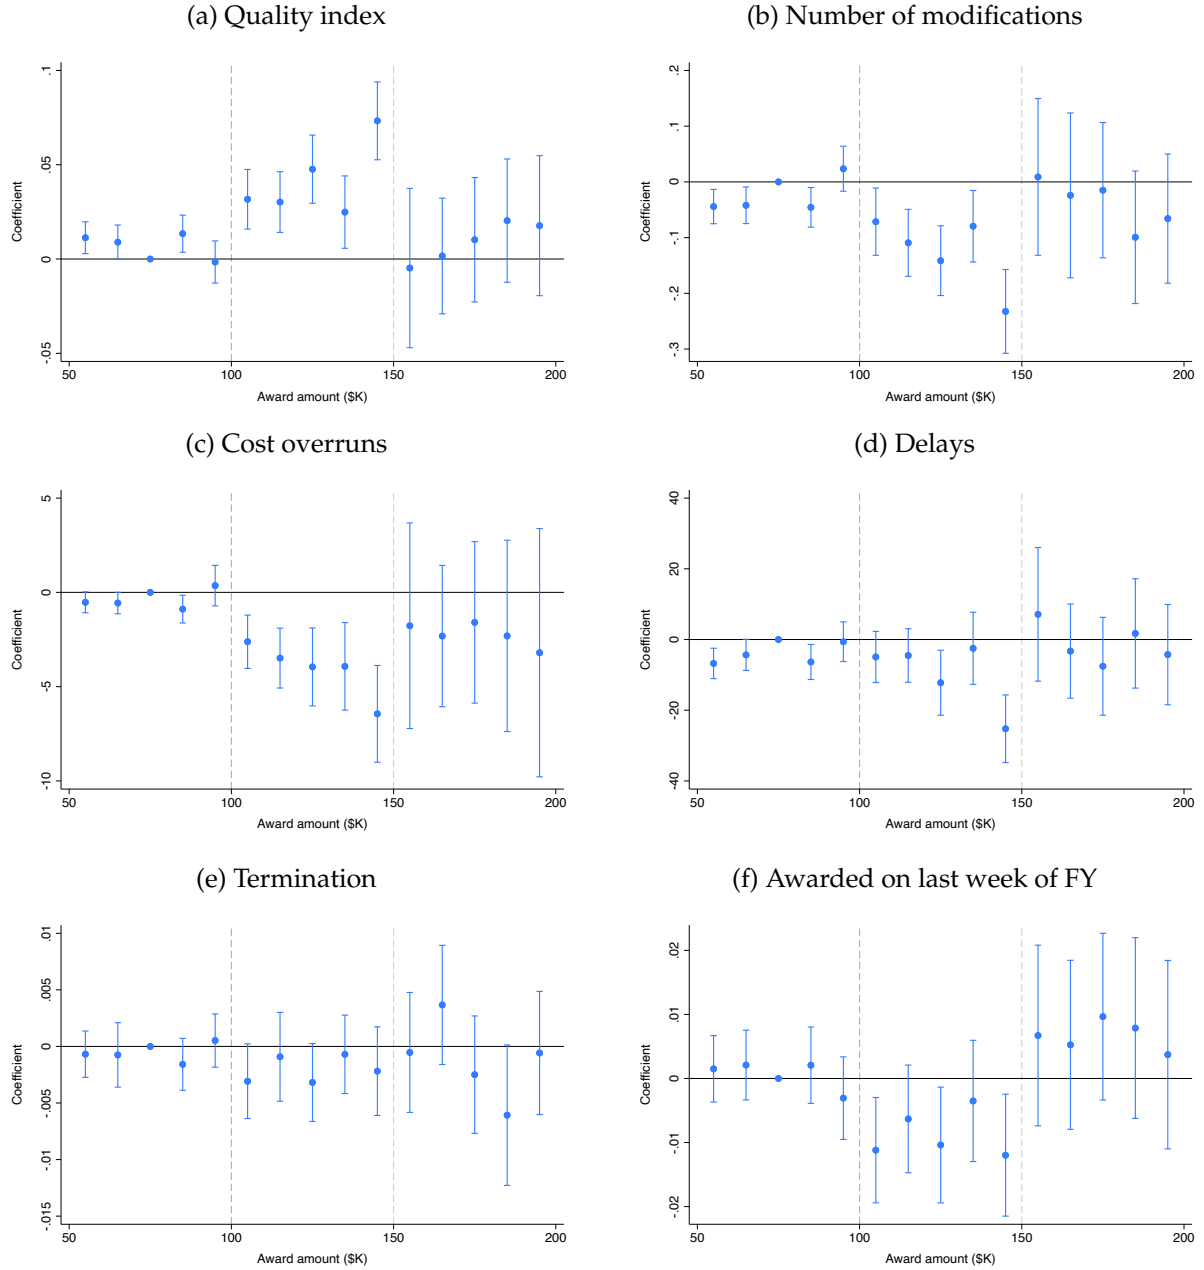 (a) Quality index
.1
.05
0
-.05
Coefficient
50 100 150 200
Award amount ($K)
(b) Number of modifications
.2
.1
0
-.1
-.2
-.3
Coefficient
50 100 150 200
Award amount ($K)
(c) Cost overruns
5
0
-5
-10
Coefficient
50 100 150 200
Award amount ($K)
(d) Delays
40
20
0
-20
-40
Coefficient
50 100 150 200
Award amount ($K)
(e) Termination
.01
.005
0
-.005
-.01
-.015
Coefficient
50 100 150 200
Award amount ($K)
(f) Awarded on last week of FY
.02
.01
0
-.01
-.02
Coefficient
50 100 150 200
Award amount ($K)